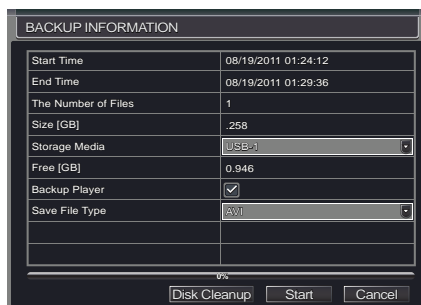 BACKUP INFORMATION
Start Time 08/19/2011 01:24:12
End Time 08/19/2011 01:29:36
The Number of Files 1
Size [GB] .258
Storage Media USB-1
Free [GB] 0.946
Backup Player
Save File Type AVI
0%
Disk Cleanup Start Cancel